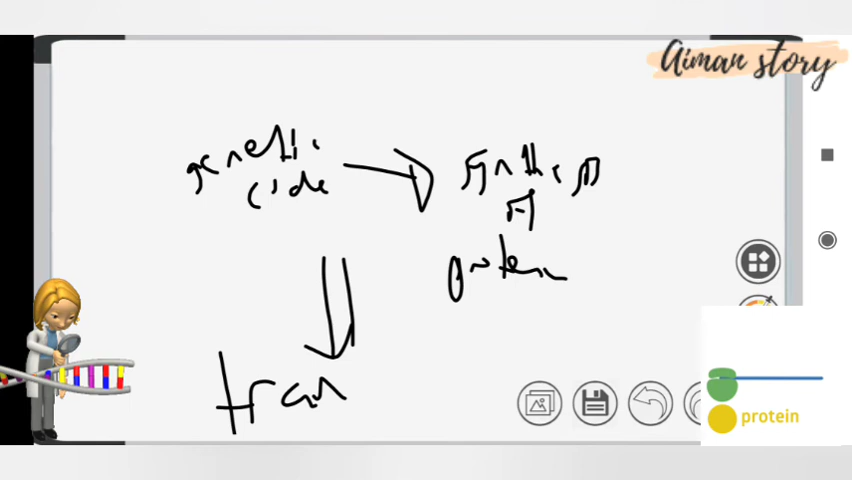 Aiman story
genetic
code
synthesis
of
protein
tran
protein